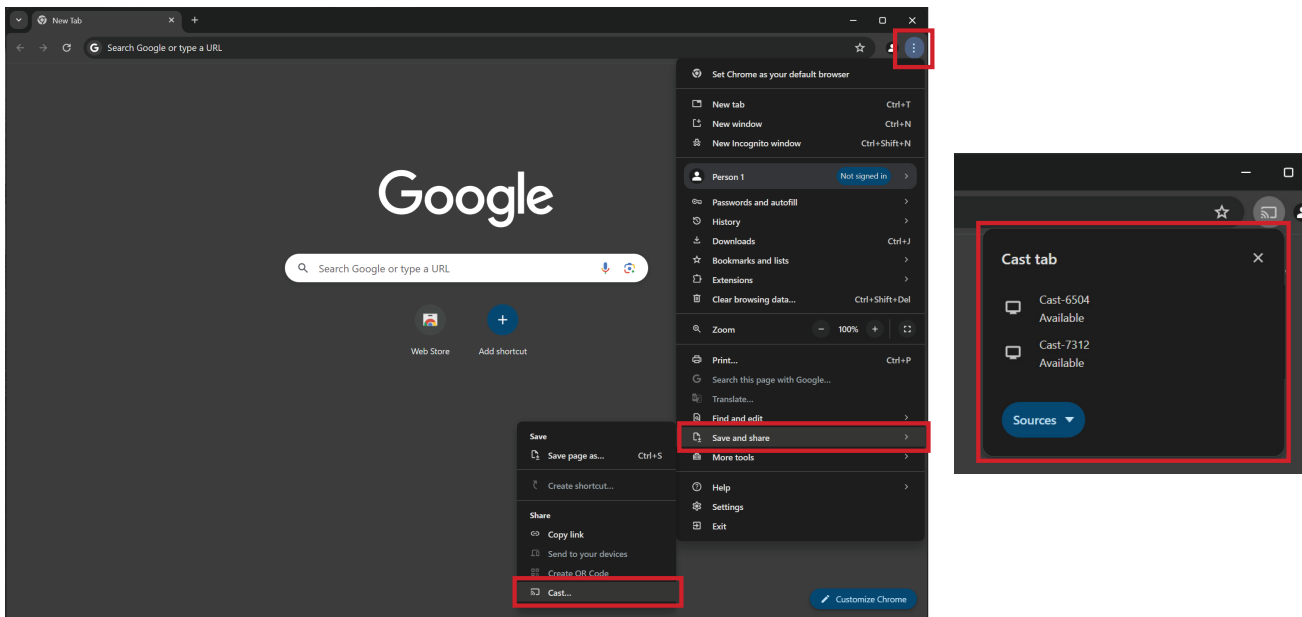 New Tab
Search Google or type a URL
Set Chrome as your default browser
New tab Ctrl+T
New window Ctrl+N
New Incognito window Ctrl+Shift+N
Person 1 Not signed in
Passwords and autofill
History
Downloads Ctrl+J
Bookmarks and lists
Extensions
Clear browsing data... Ctrl+Shift+Del
Zoom − 100% +
Print... Ctrl+P
Search this page with Google...
Translate...
Find and edit
Save and share
More tools
Help
Settings
Exit
Google
Search Google or type a URL
Web Store
Add shortcut
Save
Save page as... Ctrl+S
Create shortcut...
Share
Copy link
Send to your devices
Create QR Code
Cast...
Customize Chrome
Cast tab
Cast-6504
Available
Cast-7312
Available
Sources